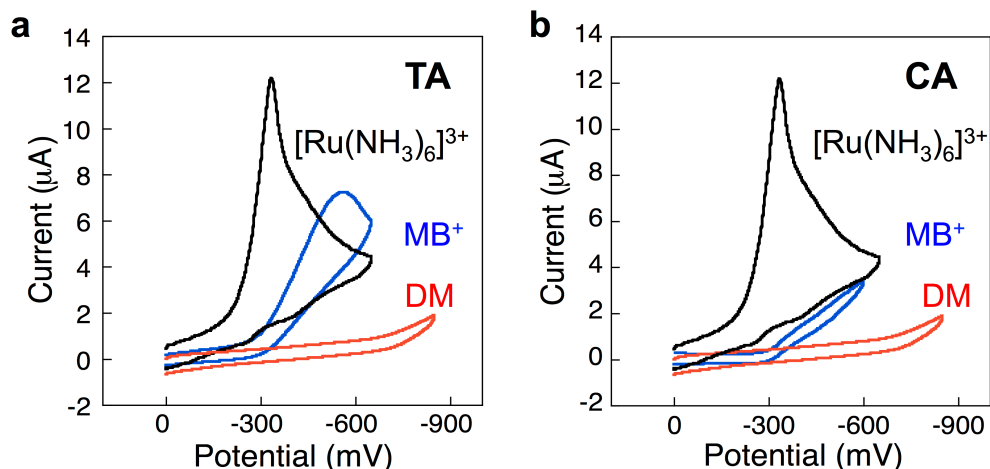 a
14
12
10
8
6
4
2
0
-2
Current (μA)
TA
[Ru(NH₃)₆]³⁺
MB⁺
DM
0
-300
-600
-900
Potential (mV)
b
14
12
10
8
6
4
2
0
-2
Current (μA)
CA
[Ru(NH₃)₆]³⁺
MB⁺
DM
0
-300
-600
-900
Potential (mV)